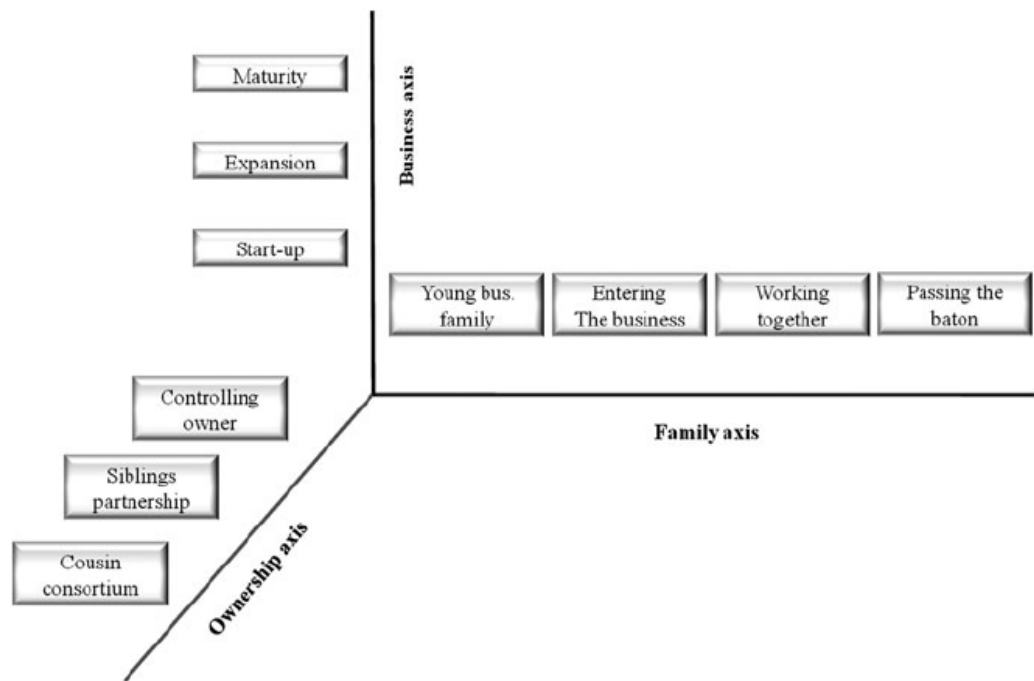 Maturity
Expansion
Start-up
Business axis
Young bus.
family
Entering
The business
Working
together
Passing the
baton
Family axis
Controlling
owner
Siblings
partnership
Cousin
consortium
Ownership axis